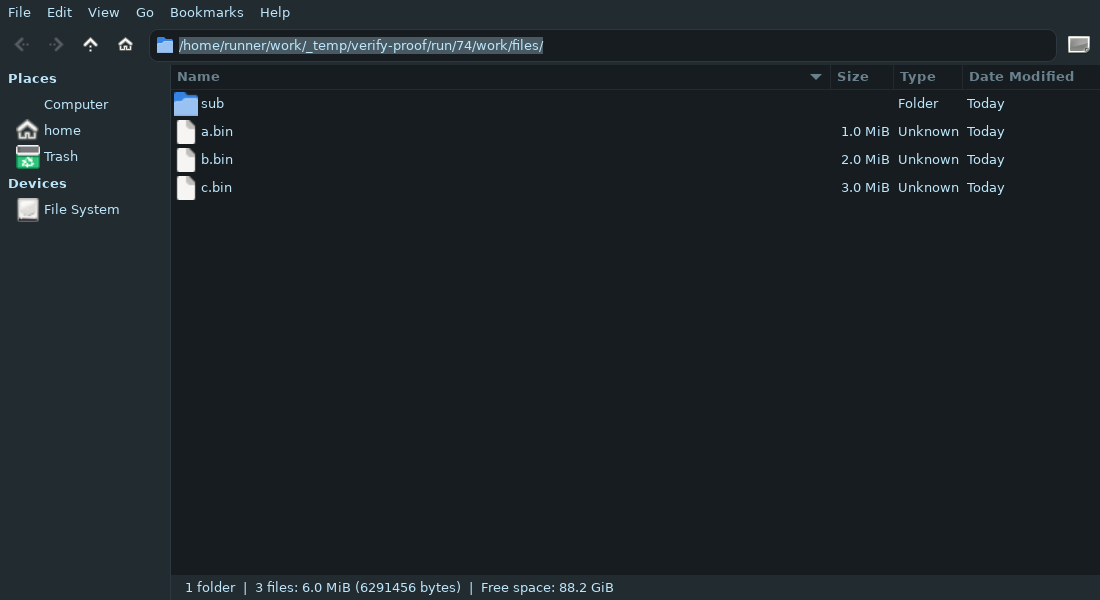 File Edit View Go Bookmarks Help
/home/runner/work/_temp/verify-proof/run/74/work/files/
Places
Computer
home
Trash
Devices
File System
Name Size Type Date Modified
sub Folder Today
a.bin 1.0 MiB Unknown Today
b.bin 2.0 MiB Unknown Today
c.bin 3.0 MiB Unknown Today
1 folder | 3 files: 6.0 MiB (6291456 bytes) | Free space: 88.2 GiB